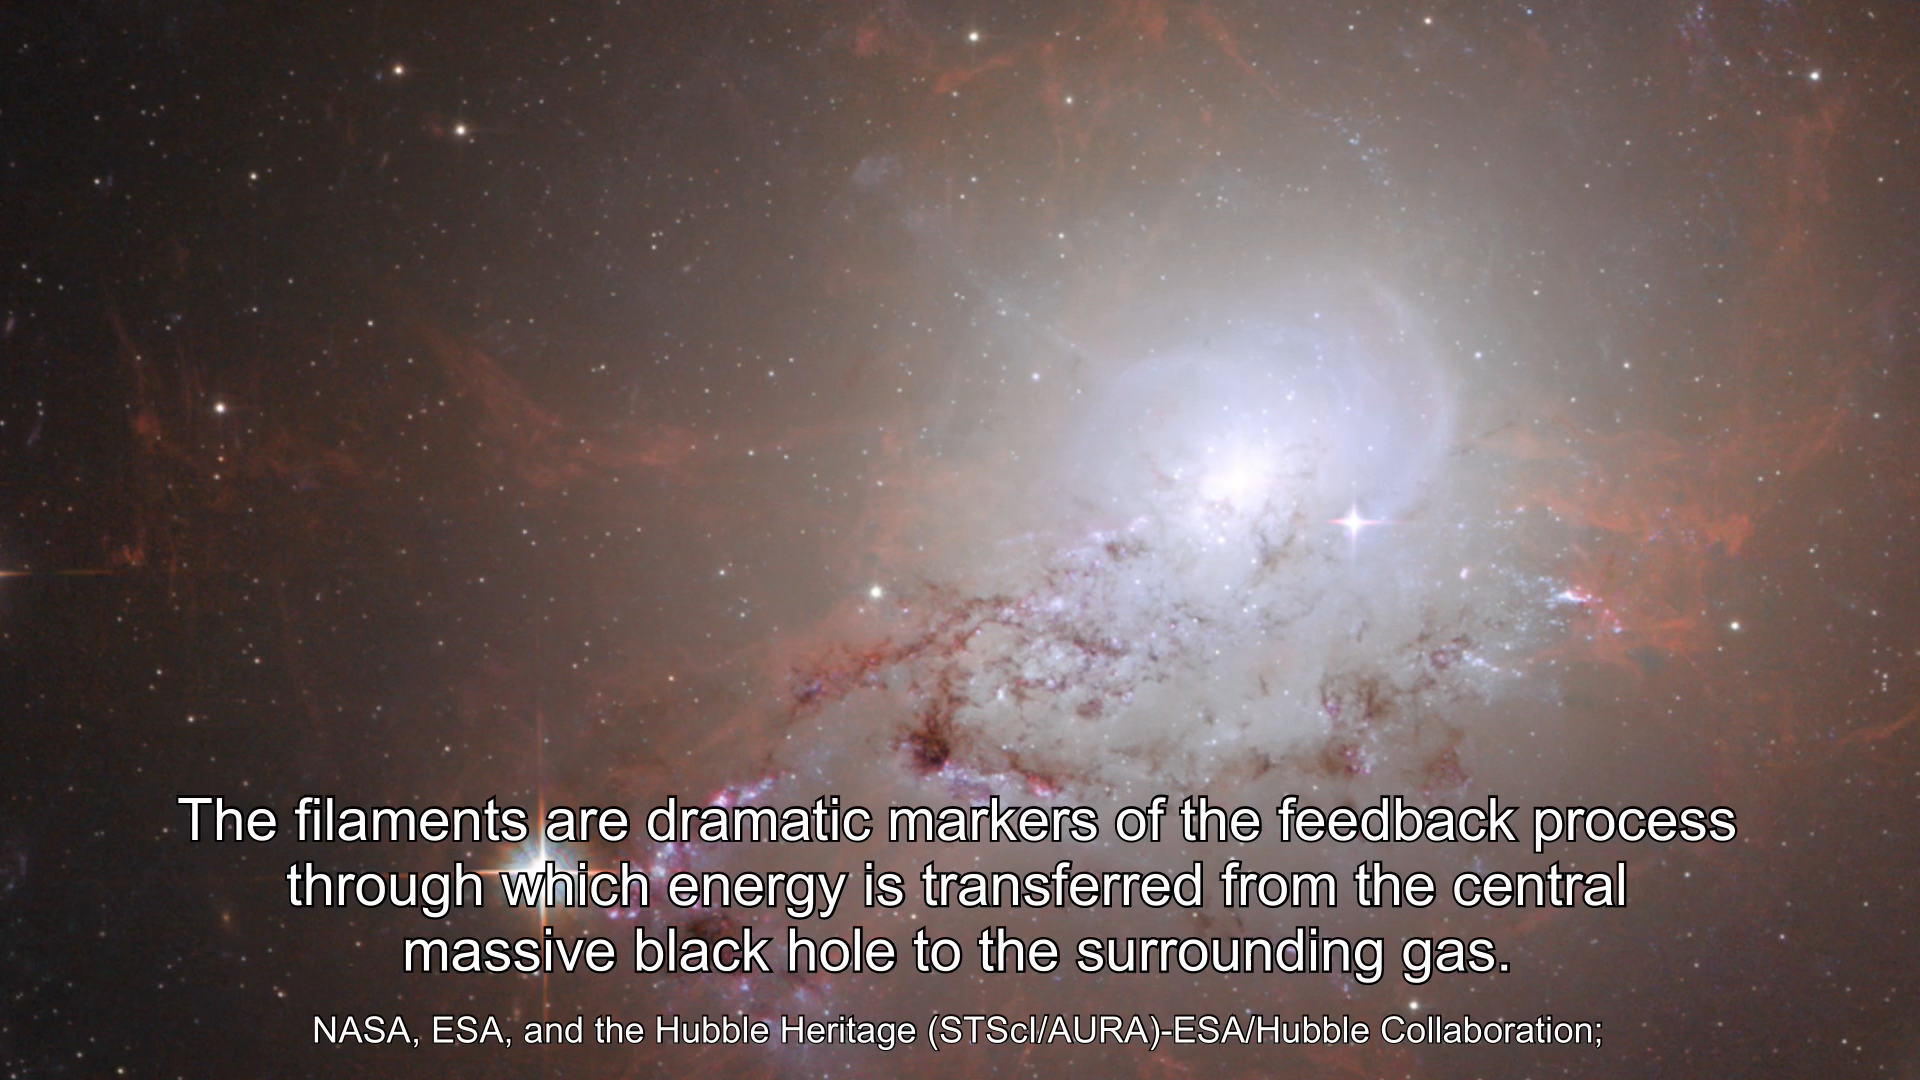 The filaments are dramatic markers of the feedback process
through which energy is transferred from the central
massive black hole to the surrounding gas.
NASA, ESA, and the Hubble Heritage (STScI/AURA)-ESA/Hubble Collaboration;